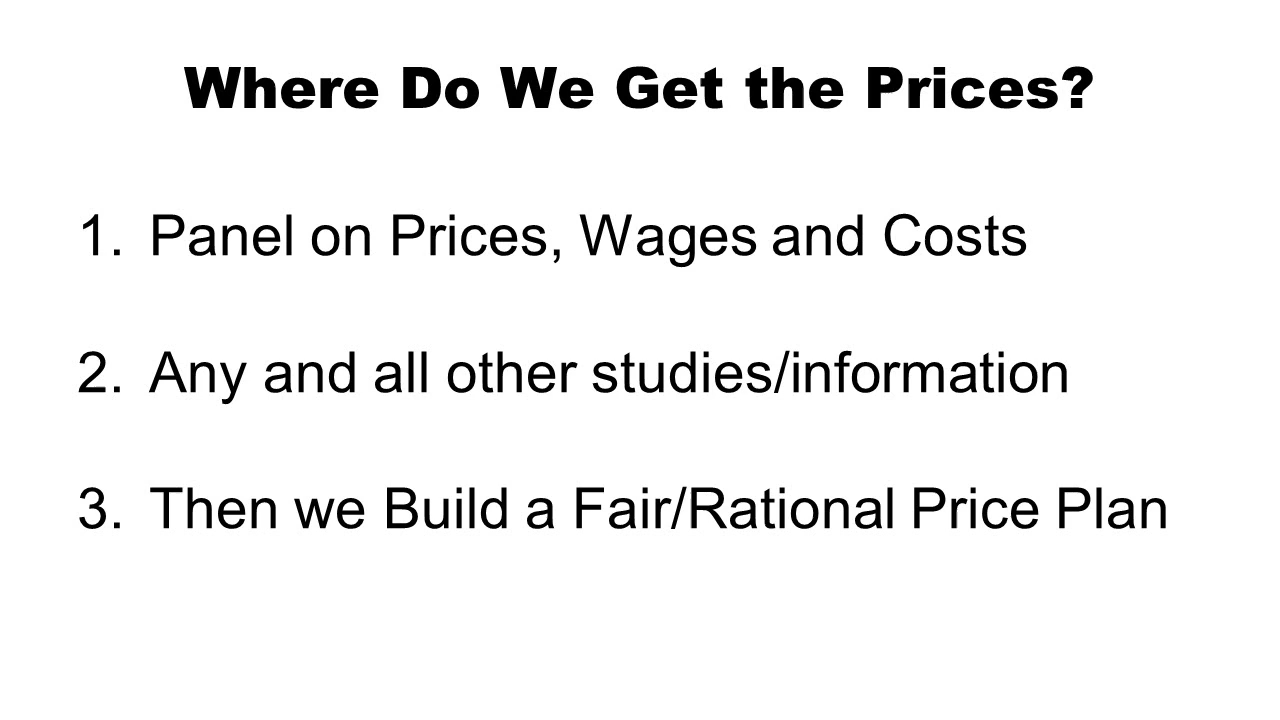 Where Do We Get the Prices?
1. Panel on Prices, Wages and Costs
2. Any and all other studies/information
3. Then we Build a Fair/Rational Price Plan